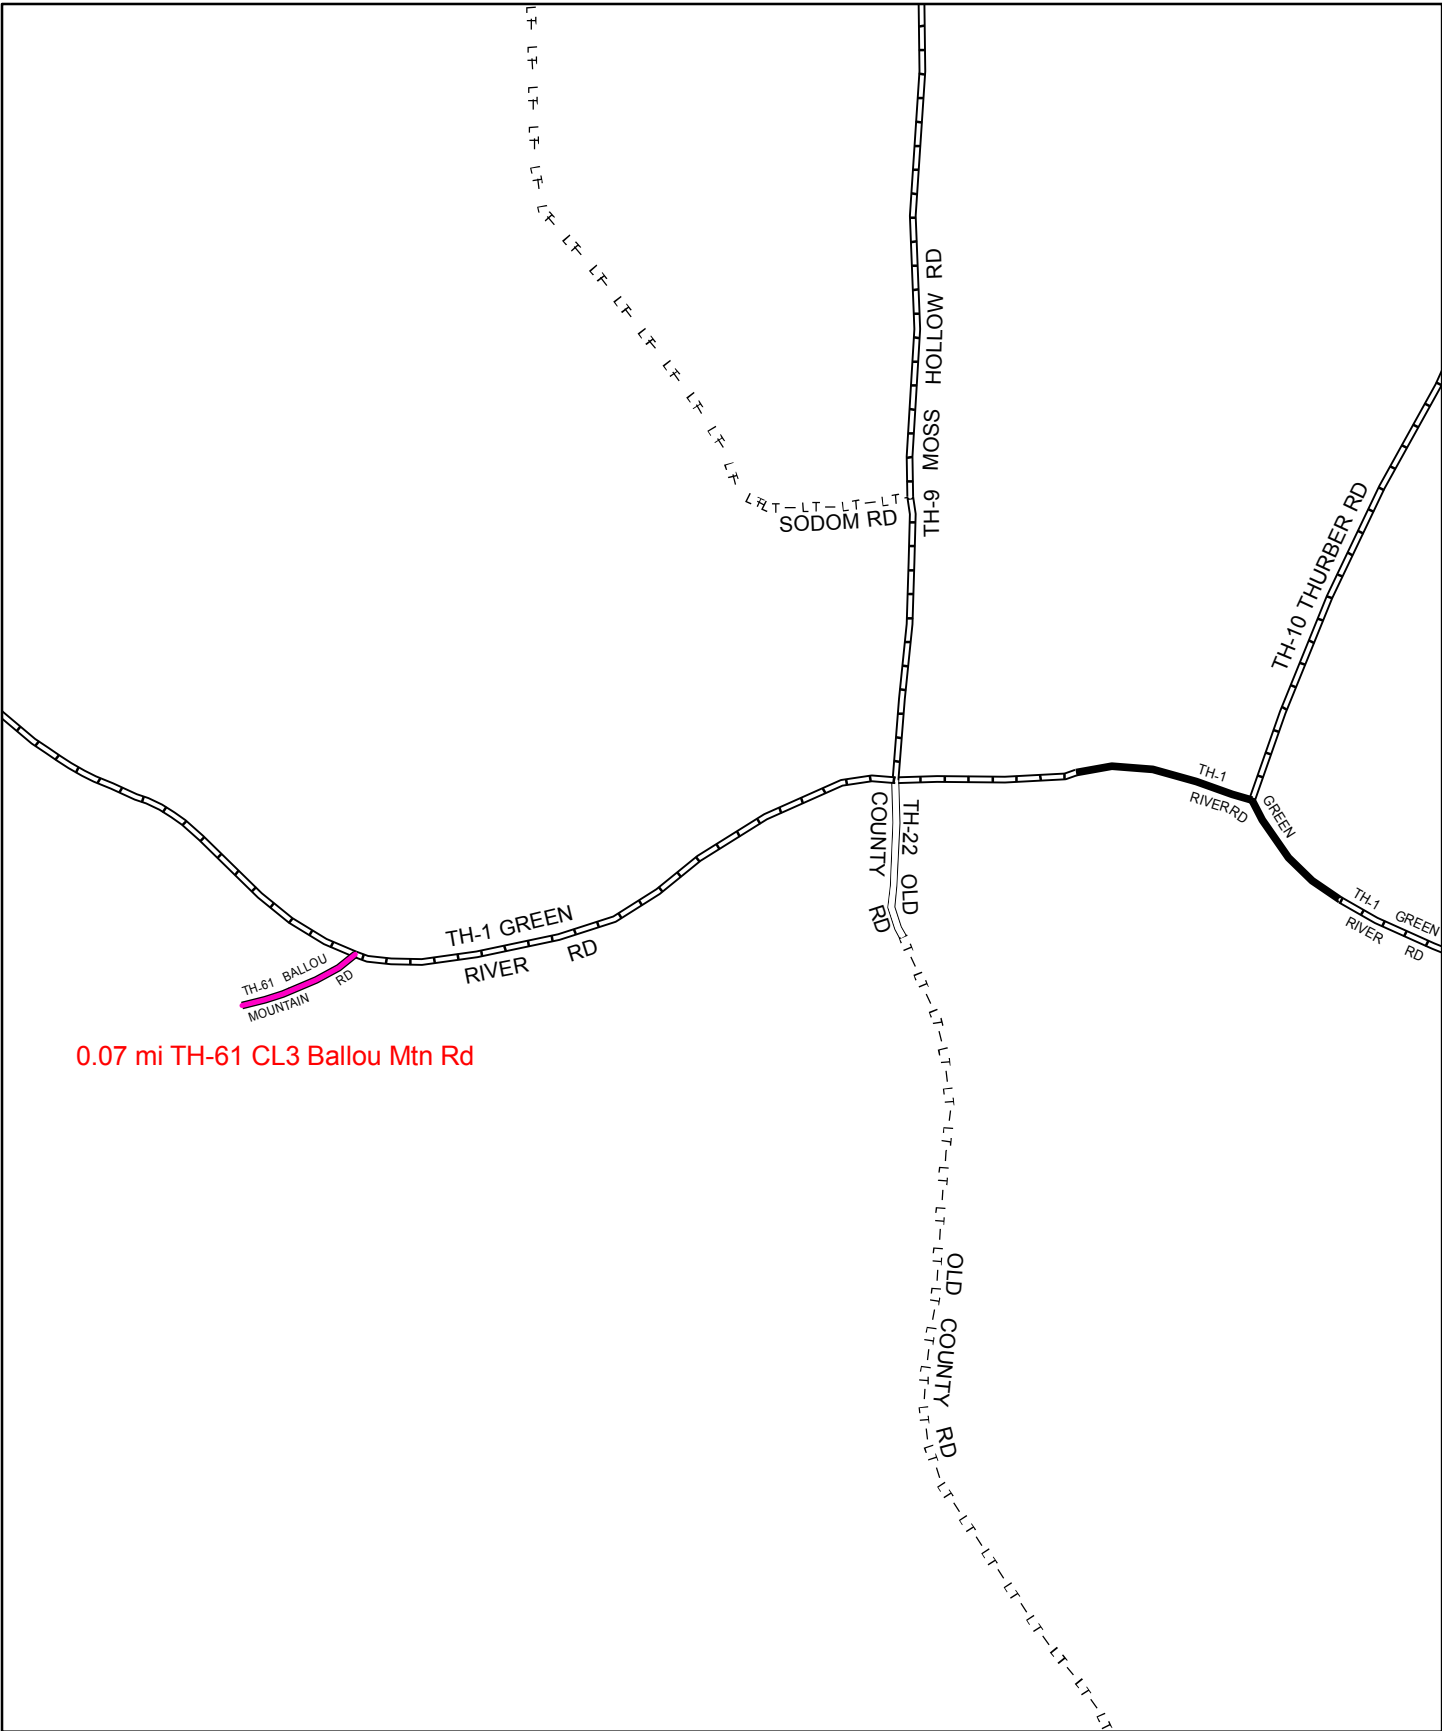 TH-9 MOSS HOLLOW RD
SODOM RD
TH-10 THURBER RD
TH-1 GREEN
RIVER RD
TH-22 OLD
COUNTY RD
TH-1 GREEN
RIVER RD
TH-1 GREEN
RIVER RD
TH-61 BALLOU
MOUNTAIN RD
0.07 mi TH-61 CL3 Ballou Mtn Rd
OLD COUNTY RD